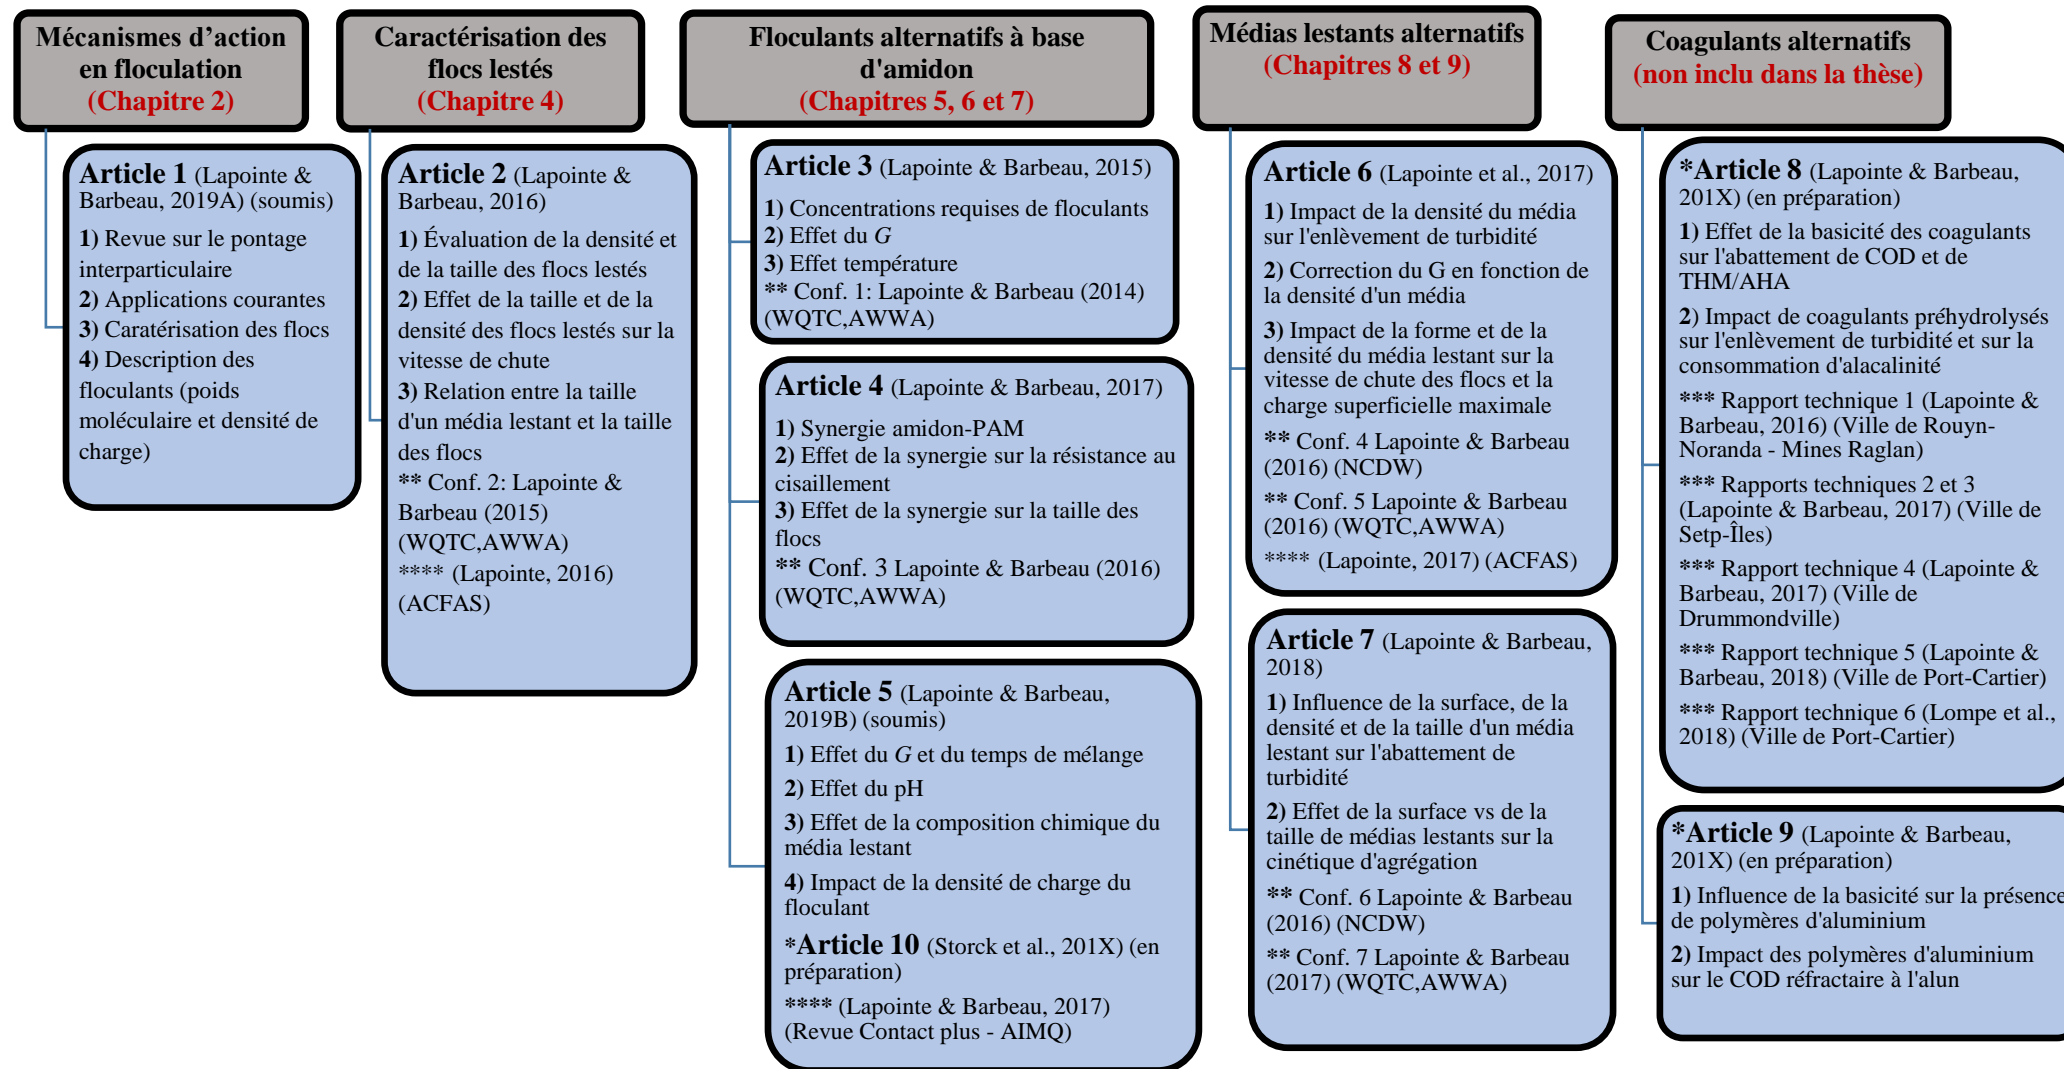 Mécanismes d’action
en floculation
(Chapitre 2)
Article 1 (Lapointe &
Barbeau, 2019A) (soumis)
1) Revue sur le pontage
interparticulaire
2) Applications courantes
3) Caratérisation des flocs
4) Description des
floculants (poids
moléculaire et densité de
charge)
Caractérisation des
flocs lestés
(Chapitre 4)
Article 2 (Lapointe &
Barbeau, 2016)
1) Évaluation de la densité et
de la taille des flocs lestés
2) Effet de la taille et de la
densité des flocs lestés sur la
vitesse de chute
3) Relation entre la taille
d'un média lestant et la taille
des flocs
** Conf. 2: Lapointe &
Barbeau (2015)
(WQTC,AWWA)
**** (Lapointe, 2016)
(ACFAS)
Floculants alternatifs à base
d'amidon
(Chapitres 5, 6 et 7)
Article 3 (Lapointe & Barbeau, 2015)
1) Concentrations requises de floculants
2) Effet du G
3) Effet température
** Conf. 1: Lapointe & Barbeau (2014)
(WQTC,AWWA)
Article 4 (Lapointe & Barbeau, 2017)
1) Synergie amidon-PAM
2) Effet de la synergie sur la résistance au
cisaillement
3) Effet de la synergie sur la taille des
flocs
** Conf. 3 Lapointe & Barbeau (2016)
(WQTC,AWWA)
Article 5 (Lapointe & Barbeau,
2019B) (soumis)
1) Effet du G et du temps de mélange
2) Effet du pH
3) Effet de la composition chimique du
média lestant
4) Impact de la densité de charge du
floculant
*Article 10 (Storck et al., 201X) (en
préparation)
**** (Lapointe & Barbeau, 2017)
(Revue Contact plus - AIMQ)
Médias lestants alternatifs
(Chapitres 8 et 9)
Article 6 (Lapointe et al., 2017)
1) Impact de la densité du média
sur l'enlèvement de turbidité
2) Correction du G en fonction de
la densité d'un média
3) Impact de la forme et de la
densité du média lestant sur la
vitesse de chute des flocs et la
charge superficielle maximale
** Conf. 4 Lapointe & Barbeau
(2016) (NCDW)
** Conf. 5 Lapointe & Barbeau
(2016) (WQTC,AWWA)
**** (Lapointe, 2017) (ACFAS)
Article 7 (Lapointe & Barbeau,
2018)
1) Influence de la surface, de la
densité et de la taille d'un média
lestant sur l'abattement de
turbidité
2) Effet de la surface vs de la
taille de médias lestants sur la
cinétique d'agrégation
** Conf. 6 Lapointe & Barbeau
(2016) (NCDW)
** Conf. 7 Lapointe & Barbeau
(2017) (WQTC,AWWA)
Coagulants alternatifs
(non inclu dans la thèse)
*Article 8 (Lapointe & Barbeau,
201X) (en préparation)
1) Effet de la basicité des coagulants
sur l'abattement de COD et de
THM/AHA
2) Impact de coagulants préhydrolysés
sur l'enlèvement de turbidité et sur la
consommation d'alacalinité
*** Rapport technique 1 (Lapointe &
Barbeau, 2016) (Ville de Rouyn-
Noranda - Mines Raglan)
*** Rapports techniques 2 et 3
(Lapointe & Barbeau, 2017) (Ville de
Setp-Îles)
*** Rapport technique 4 (Lapointe &
Barbeau, 2017) (Ville de
Drummondville)
*** Rapport technique 5 (Lapointe &
Barbeau, 2018) (Ville de Port-Cartier)
*** Rapport technique 6 (Lompe et al.,
2018) (Ville de Port-Cartier)
*Article 9 (Lapointe & Barbeau,
201X) (en préparation)
1) Influence de la basicité sur la présence
de polymères d'aluminium
2) Impact des polymères d'aluminium
sur le COD réfractaire à l'alun